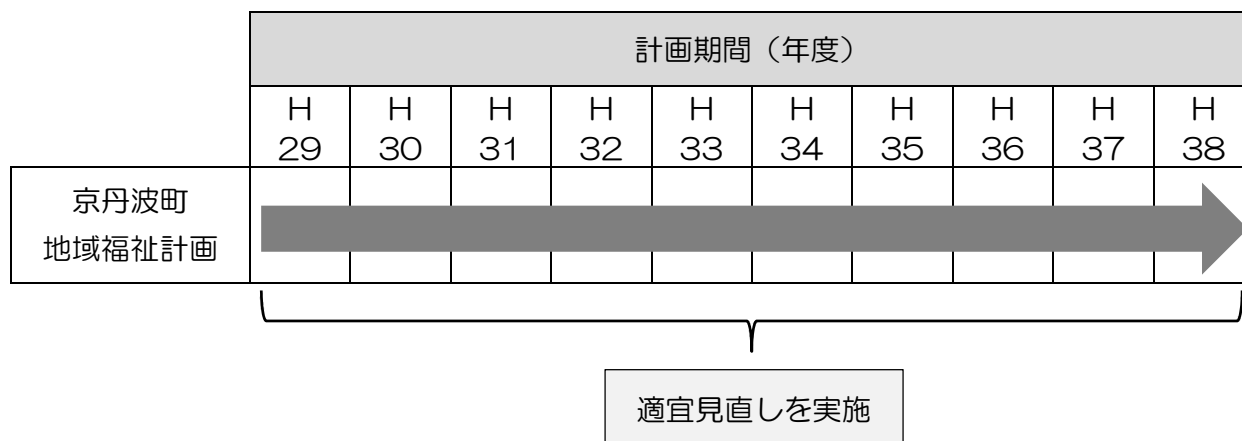 計画期間（年度）
H 29 H 30 H 31 H 32 H 33 H 34 H 35 H 36 H 37 H 38
京丹波町
地域福祉計画
適宜見直しを実施